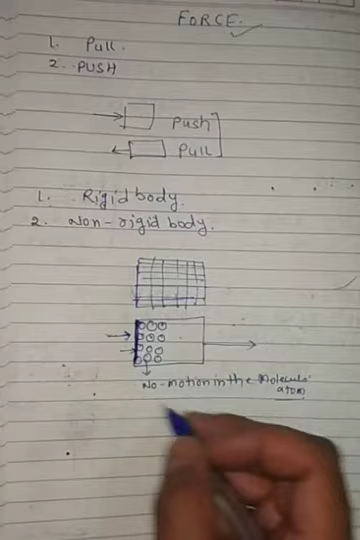 FORCE.
1. Pull.
2. PUSH
Push
Pull
1. Rigid body.
2. Non-rigid body.
No-motion in the Molecule
atom